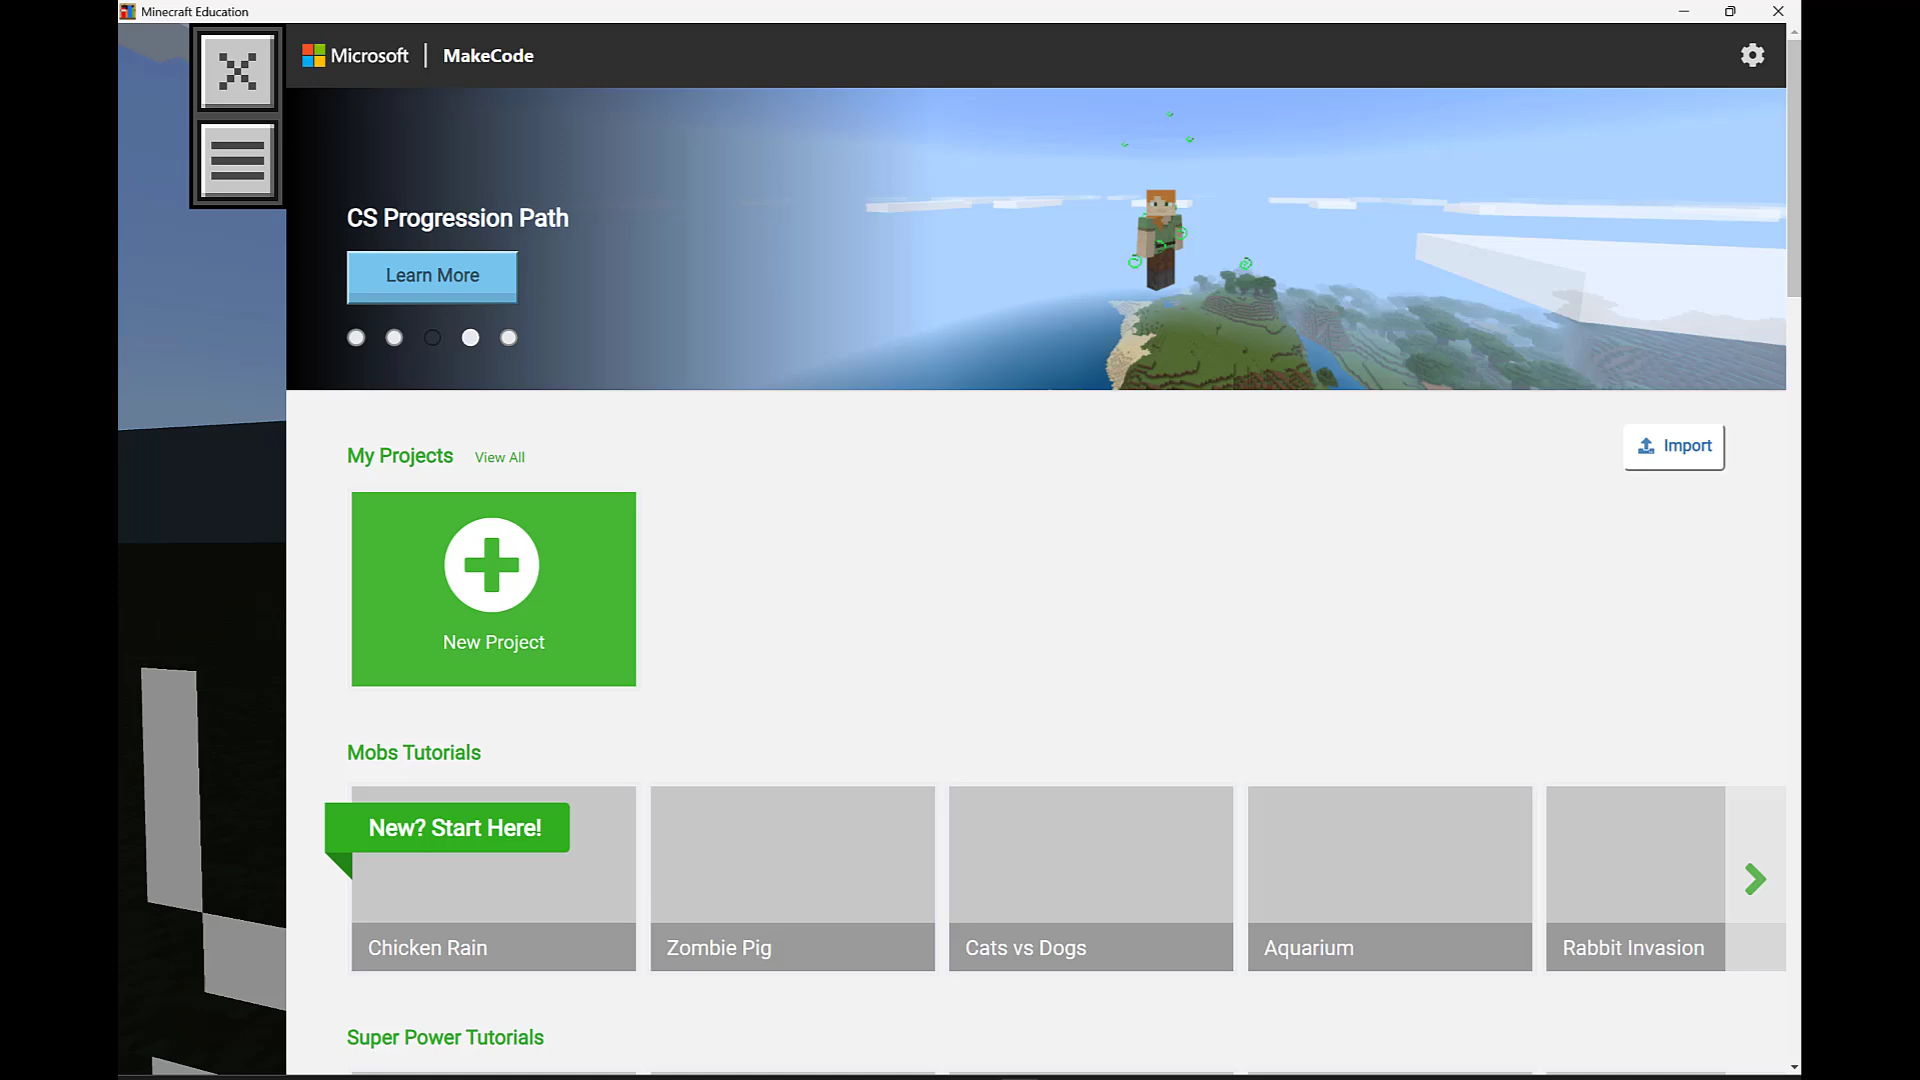 Minecraft Education
Microsoft | MakeCode
CS Progression Path
Learn More
My Projects View All
Import
New Project
Mobs Tutorials
New? Start Here!
Chicken Rain
Zombie Pig
Cats vs Dogs
Aquarium
Rabbit Invasion
Super Power Tutorials